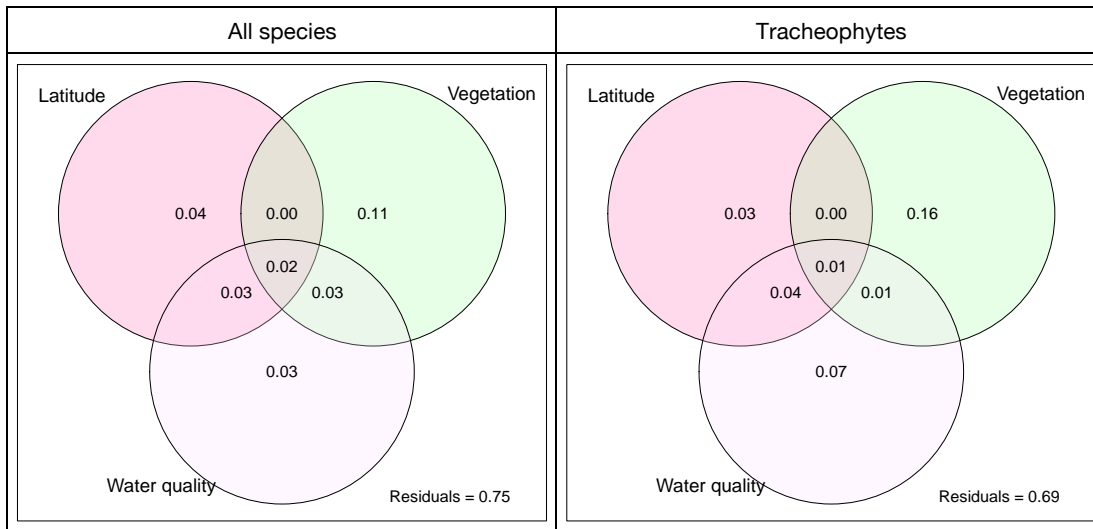 All species
Tracheophytes
Latitude
Vegetation
0.04
0.00
0.11
0.02
0.03
0.03
0.03
Water quality
Residuals = 0.75
Latitude
Vegetation
0.03
0.00
0.16
0.01
0.04
0.01
0.07
Water quality
Residuals = 0.69